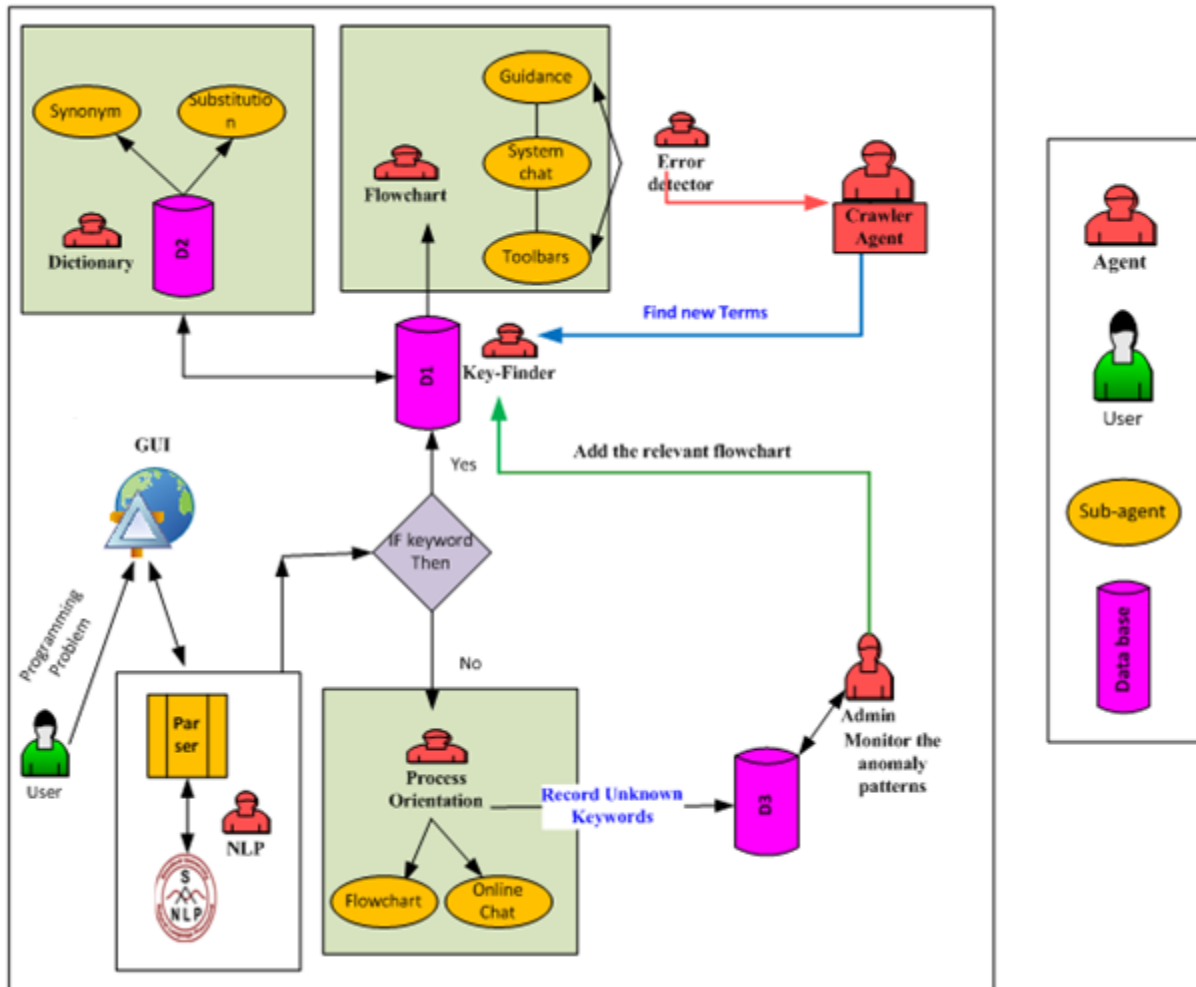 Synonym
Substitutio
n
D2
Dictionary
Guidance
System
chat
Toolbars
Flowchart
Error
detector
Crawler
Agent
Find new Terms
D1
Key-Finder
Add the relevant flowchart
GUI
Yes
IF keyword
Then
No
Programming
Problem
User
Par
ser
NLP
S
NLP
Process
Orientation
Flowchart
Online
Chat
Record Unknown
Keywords
D3
Admin
Monitor the
anomaly
patterns
Agent
User
Sub-agent
Data base